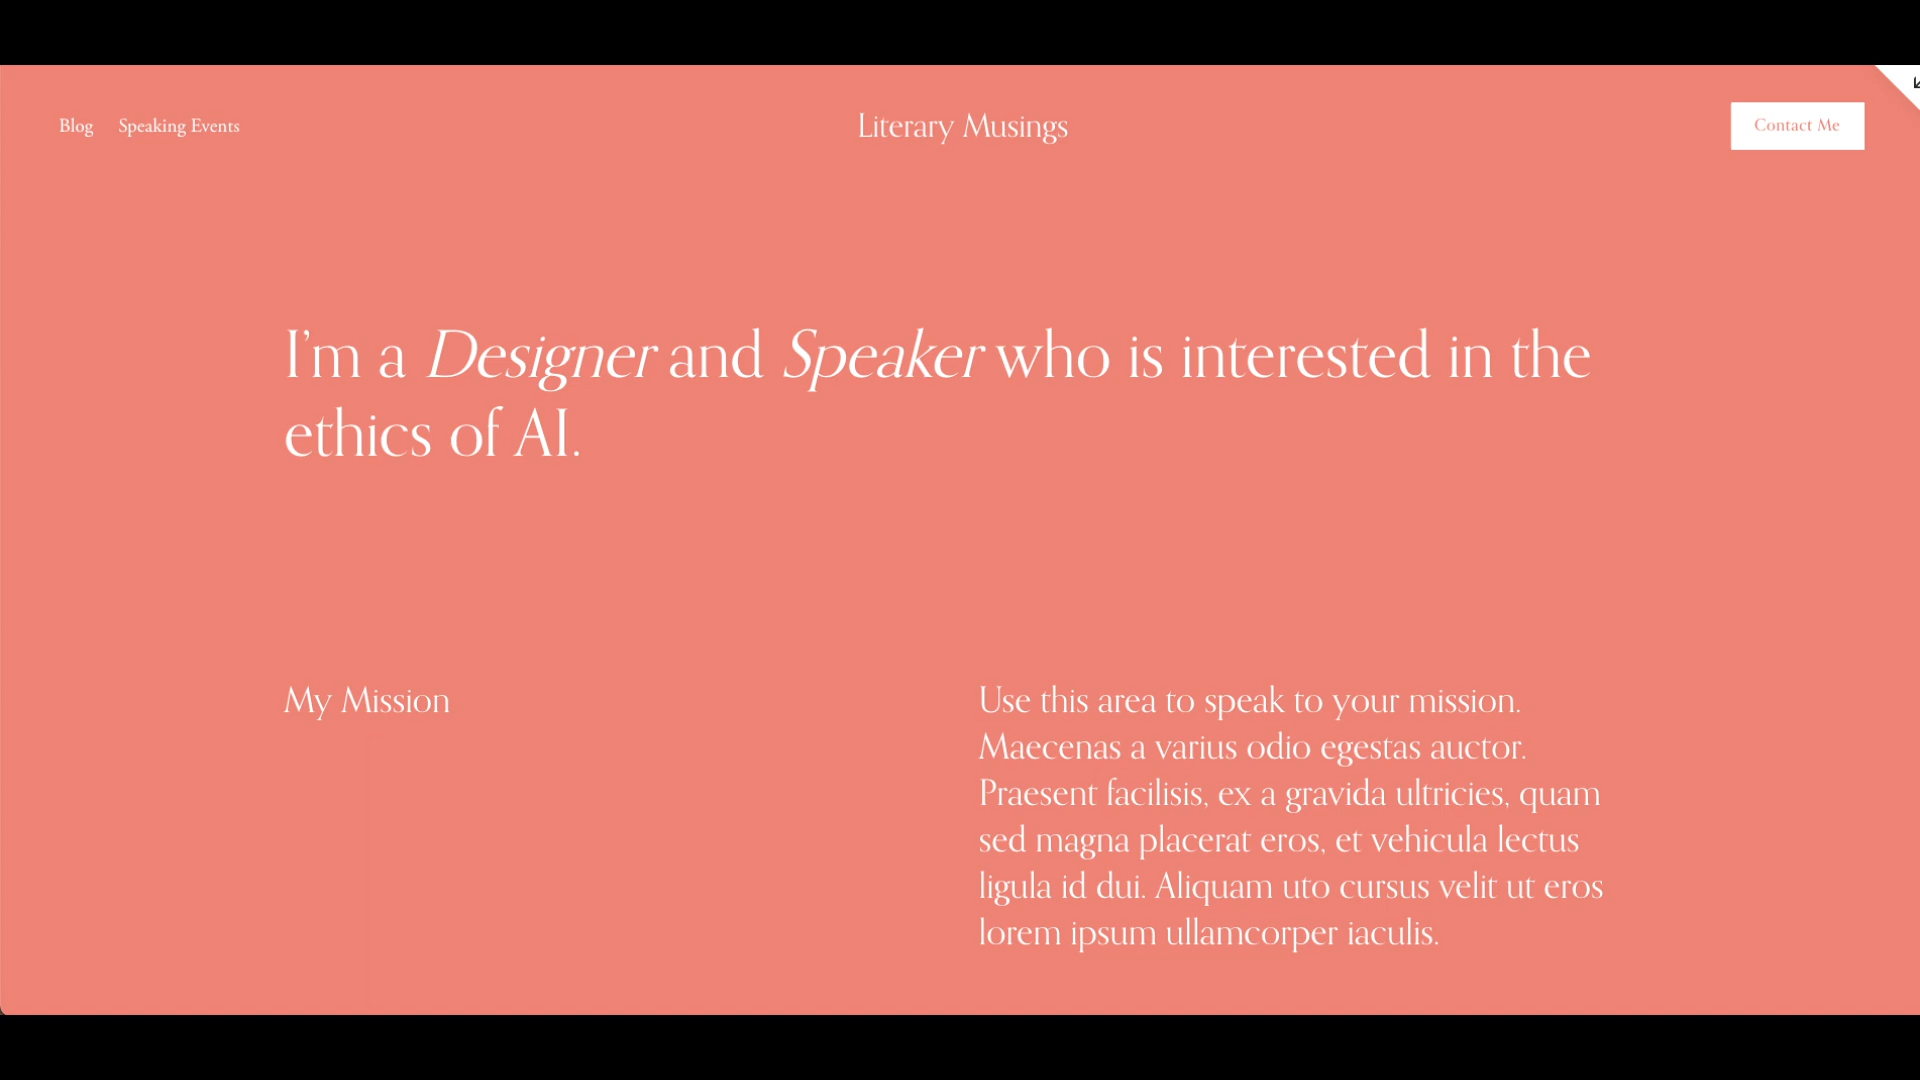 Blog Speaking Events
Literary Musings
Contact Me
I'm a Designer and Speaker who is interested in the
ethics of AI.
My Mission
Use this area to speak to your mission.
Maecenas a varius odio egestas auctor.
Praesent facilisis, ex a gravida ultricies, quam
sed magna placerat eros, et vehicula lectus
ligula id dui. Aliquam uto cursus velit ut eros
lorem ipsum ullamcorper iaculis.